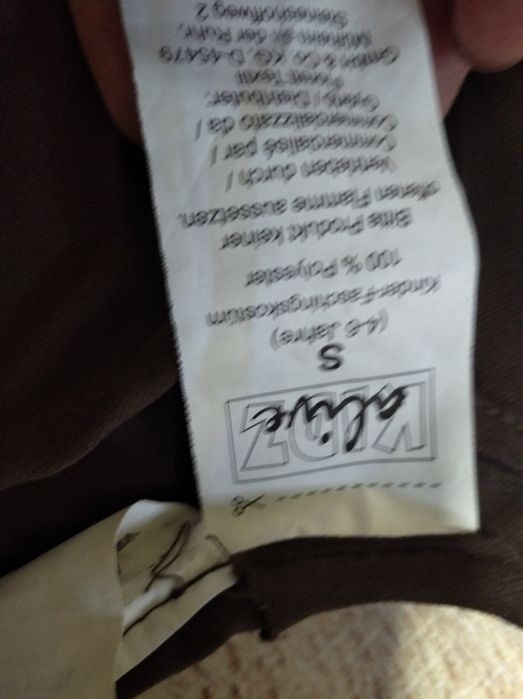 KIDZ
alive
S
(4-6 Jahre)
Kinder-Faschingskostüm
100 % Polyester
Bitte Produkt keiner
offenen Flamme aussetzen.
Vertrieben durch /
Commercialisé par /
Commercializzato da /
Distributer:
GmbH & Co. KG, D-45479
Mülheim an der Ruhr,